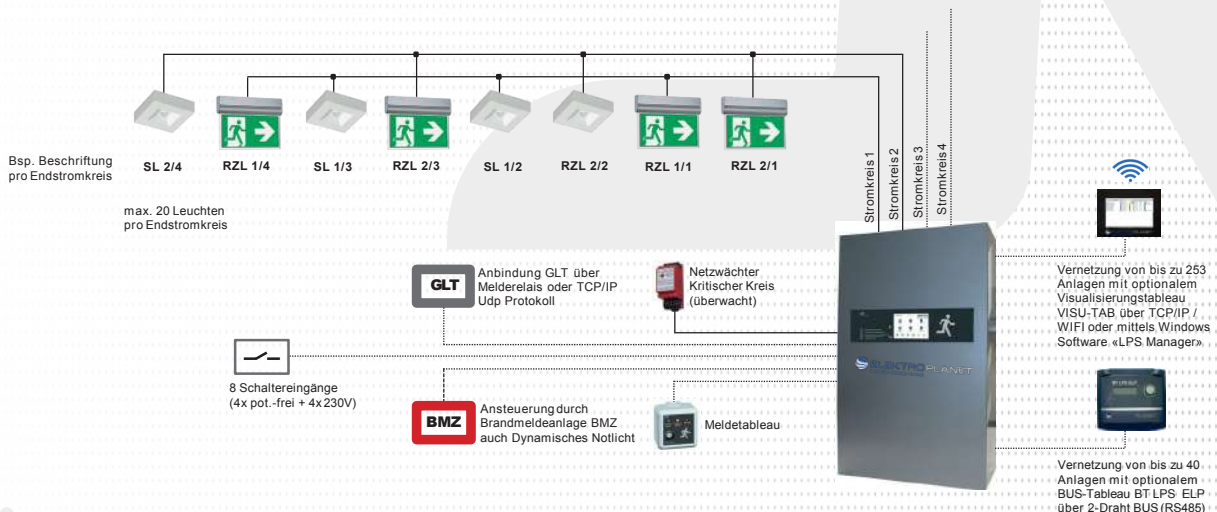 Bsp. Beschriftung
pro Endstromkreis
SL 2/4
RZL 1/4
SL 1/3
RZL 2/3
SL 1/2
RZL 2/2
RZL 1/1
RZL 2/1
max. 20 Leuchten
pro Endstromkreis
Stromkreis 1
Stromkreis 2
Stromkreis 3
Stromkreis 4
GLT
Anbindung GLT über
Melderelais oder TCP/IP
Udp Protokoll
Netzwächter
Kritischer Kreis
(überwacht)
8 Schaltereingänge
(4x pot.-frei + 4x230V)
BMZ
Ansteuerung durch
Brandmeldeanlage BMZ
auch Dynamisches Notlicht
Meldetableau
ELEKTROPLANET
PLANET
Vernetzung von bis zu 253
Anlagen mit optionalem
Visualisierungstableau
VISU-TAB über TCP/IP /
WIFI oder mittels Windows
Software «LPS Manager»
BT LPS ELP
Vernetzung von bis zu 40
Anlagen mit optionalem
BUS-Tableau BT LPS ELP
über 2-Draht BUS (RS485)